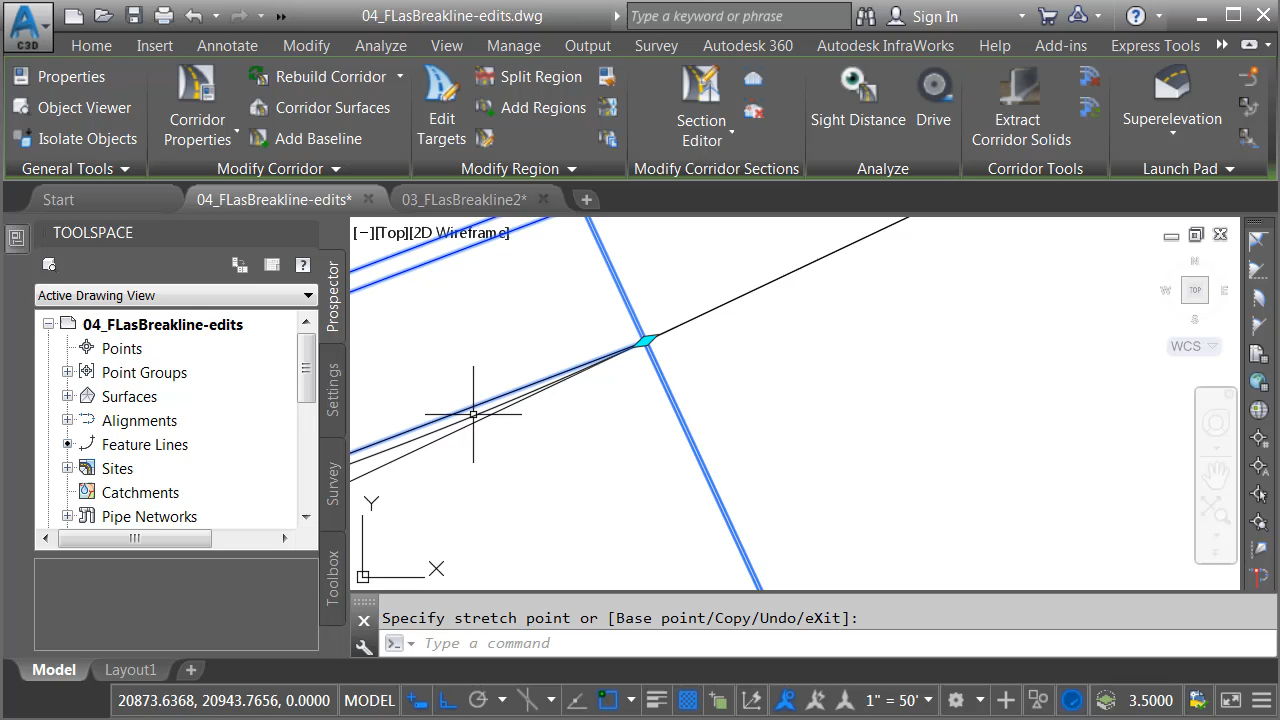 04_FLasBreakline-edits.dwg
Type a keyword or phrase
Sign In
C3D
Home Insert Annotate Modify Analyze View Manage Output Survey Autodesk 360 Autodesk InfraWorks Help Add-ins Express Tools
Properties
Object Viewer
Isolate Objects
General Tools
Corridor
Properties
Rebuild Corridor
Corridor Surfaces
Add Baseline
Modify Corridor
Edit
Targets
Split Region
Add Regions
Modify Region
Section
Editor
Modify Corridor Sections
Sight Distance
Drive
Analyze
Extract
Corridor Solids
Corridor Tools
Superelevation
Launch Pad
Start
04_FLasBreakline-edits*
03_FLasBreakline2*
TOOLSPACE
Active Drawing View
04_FLasBreakline-edits
Points
Point Groups
Surfaces
Alignments
Feature Lines
Sites
Catchments
Pipe Networks
Prospector
Settings
Survey
Toolbox
[−][Top][2D Wireframe]
N
W
TOP
E
S
WCS
Y
X
Specify stretch point or [Base point/Copy/Undo/eXit]:
Type a command
Model
Layout1
20873.6368, 20943.7656, 0.0000
MODEL
1" = 50'
3.5000